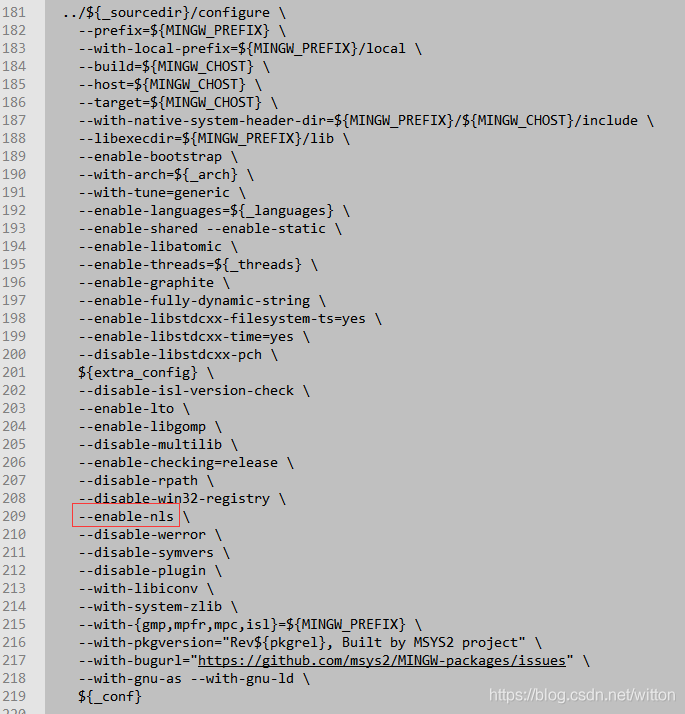 181 ../${_sourcedir}/configure \
182 --prefix=${MINGW_PREFIX} \
183 --with-local-prefix=${MINGW_PREFIX}/local \
184 --build=${MINGW_CHOST} \
185 --host=${MINGW_CHOST} \
186 --target=${MINGW_CHOST} \
187 --with-native-system-header-dir=${MINGW_PREFIX}/${MINGW_CHOST}/include \
188 --libexecdir=${MINGW_PREFIX}/lib \
189 --enable-bootstrap \
190 --with-arch=${_arch} \
191 --with-tune=generic \
192 --enable-languages=${_languages} \
193 --enable-shared --enable-static \
194 --enable-libatomic \
195 --enable-threads=${_threads} \
196 --enable-graphite \
197 --enable-fully-dynamic-string \
198 --enable-libstdcxx-filesystem-ts=yes \
199 --enable-libstdcxx-time=yes \
200 --disable-libstdcxx-pch \
201 ${extra_config} \
202 --disable-isl-version-check \
203 --enable-lto \
204 --enable-libgomp \
205 --disable-multilib \
206 --enable-checking=release \
207 --disable-rpath \
208 --disable-win32-registry \
209 --enable-nls \
210 --disable-werror \
211 --disable-symvers \
212 --disable-plugin \
213 --with-libiconv \
214 --with-system-zlib \
215 --with-{gmp,mpfr,mpc,isl}=${MINGW_PREFIX} \
216 --with-pkgversion="Rev${pkgrel}, Built by MSYS2 project" \
217 --with-bugurl="https://github.com/msys2/MINGW-packages/issues" \
218 --with-gnu-as --with-gnu-ld \
219 ${_conf}
https://blog.csdn.net/witton